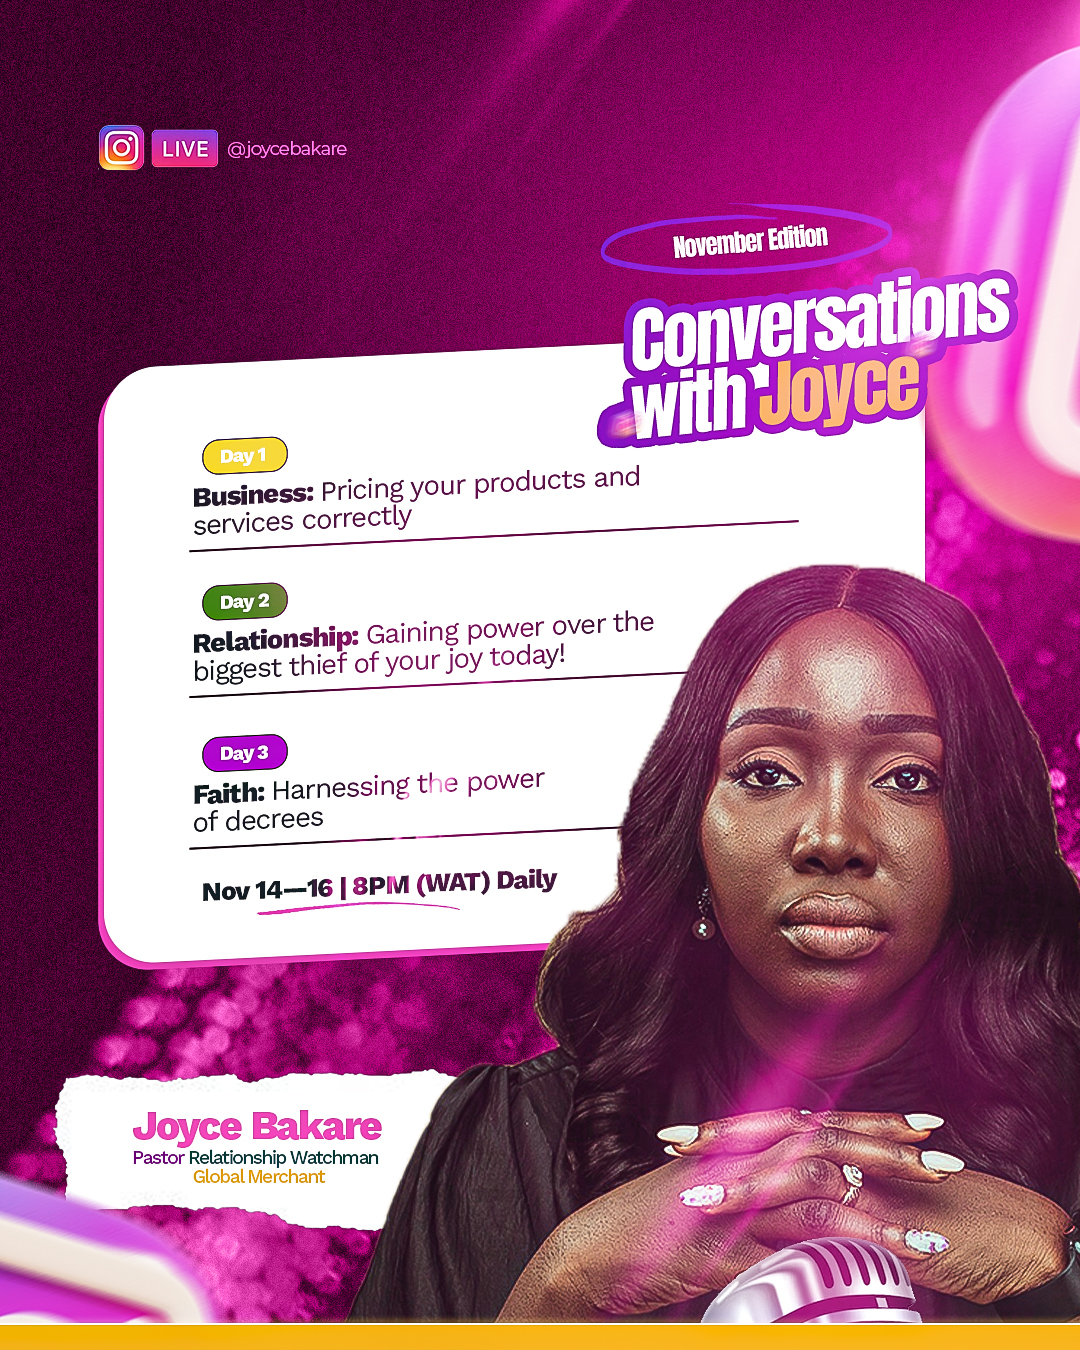 LIVE @joycebakare
November Edition
Conversations
with Joyce
Day 1
Business: Pricing your products and
services correctly
Day 2
Relationship: Gaining power over the
biggest thief of your joy today!
Day 3
Faith: Harnessing the power
of decrees
Nov 14—16 | 8PM (WAT) Daily
Joyce Bakare
Pastor Relationship Watchman
Global Merchant